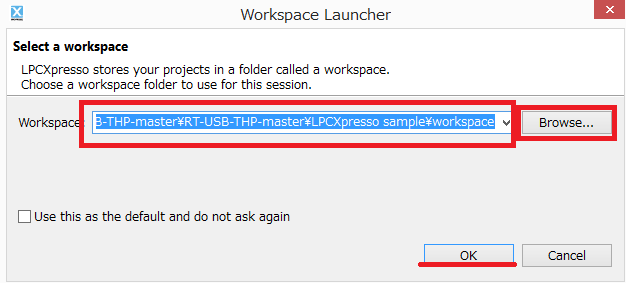 Workspace Launcher
Select a workspace
LPCXpresso stores your projects in a folder called a workspace.
Choose a workspace folder to use for this session.
Workspace: B-THP-master¥RT-USB-THP-master¥LPCXpresso sample¥workspace Browse...
Use this as the default and do not ask again
OK Cancel